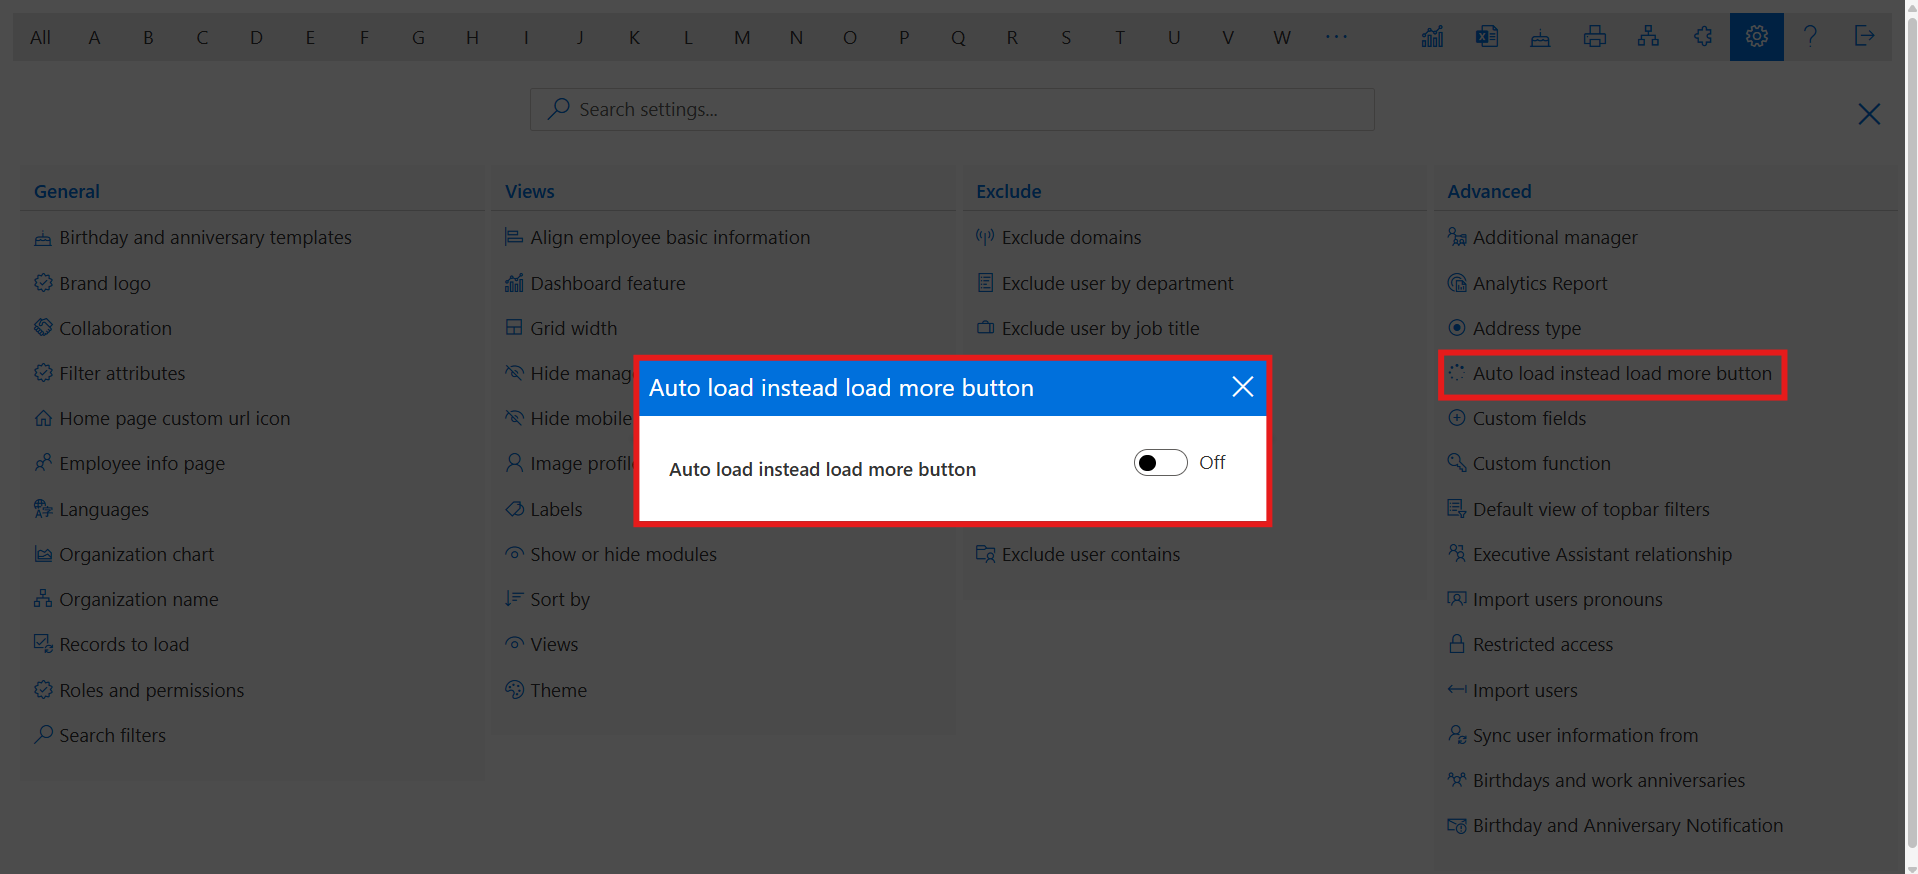 All A B C D E F G H I J K L M N O P Q R S T U V W ...
Search settings...
General
Birthday and anniversary templates
Brand logo
Collaboration
Filter attributes
Home page custom url icon
Employee info page
Languages
Organization chart
Organization name
Records to load
Roles and permissions
Search filters
Views
Align employee basic information
Dashboard feature
Grid width
Hide manag
Hide mobile
Image profil
Labels
Show or hide modules
Sort by
Views
Theme
Exclude
Exclude domains
Exclude user by department
Exclude user by job title
Exclude user contains
Advanced
Additional manager
Analytics Report
Address type
Auto load instead load more button
Custom fields
Custom function
Default view of topbar filters
Executive Assistant relationship
Import users pronouns
Restricted access
Import users
Sync user information from
Birthdays and work anniversaries
Birthday and Anniversary Notification
Auto load instead load more button
Auto load instead load more button Off